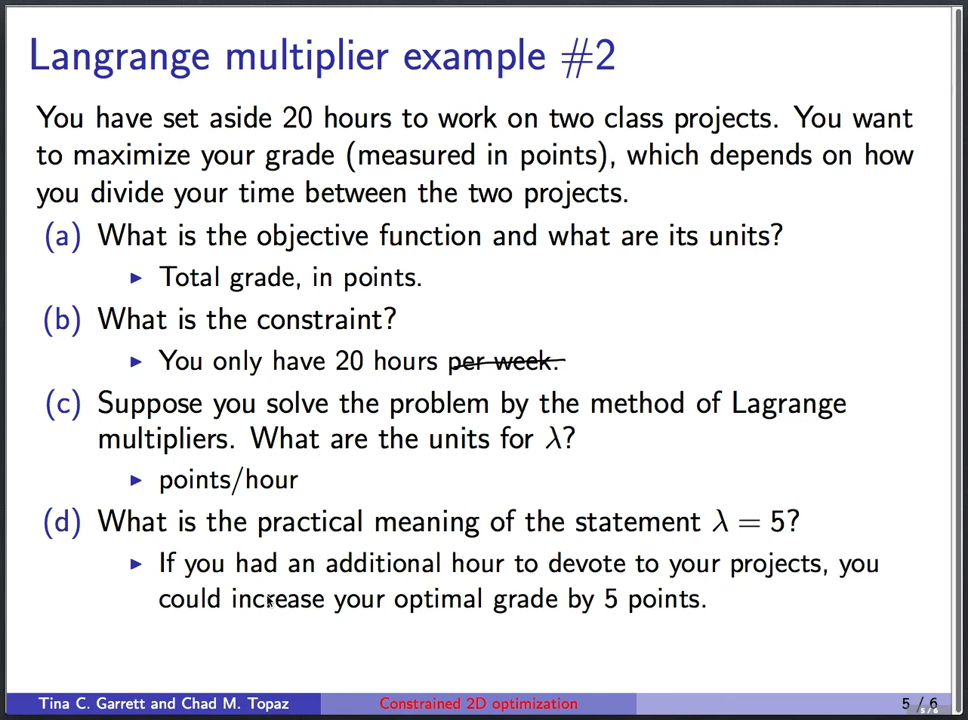 Langrange multiplier example #2
You have set aside 20 hours to work on two class projects. You want
to maximize your grade (measured in points), which depends on how
you divide your time between the two projects.
(a) What is the objective function and what are its units?
▶ Total grade, in points.
(b) What is the constraint?
▶ You only have 20 hours per week.
(c) Suppose you solve the problem by the method of Lagrange
multipliers. What are the units for λ?
▶ points/hour
(d) What is the practical meaning of the statement λ = 5?
▶ If you had an additional hour to devote to your projects, you
could increase your optimal grade by 5 points.
Tina C. Garrett and Chad M. Topaz Constrained 2D optimization 5 / 6
5 / 6